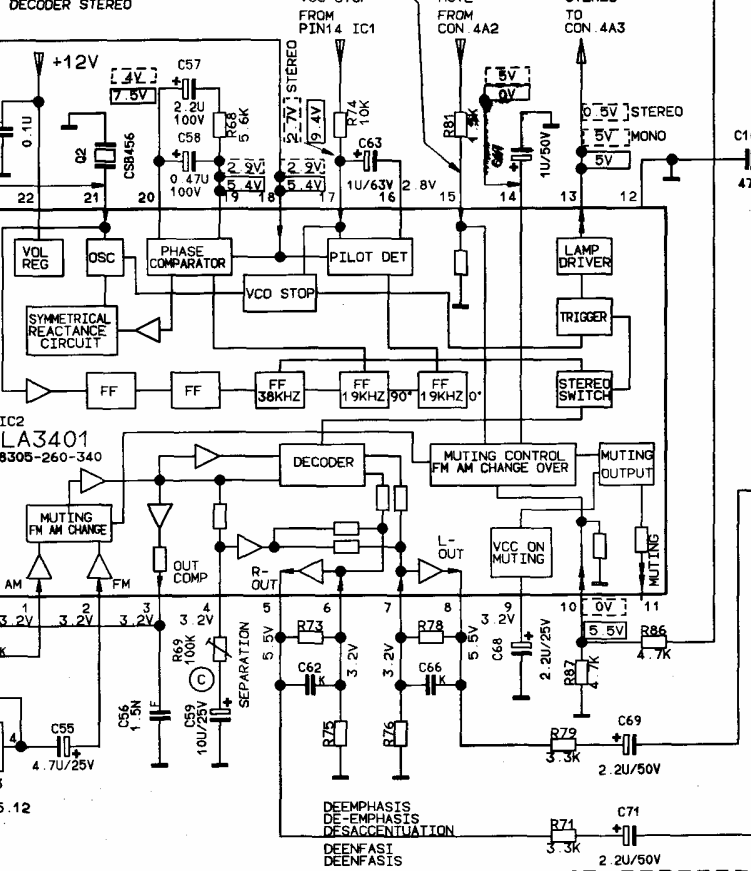 DECODER STEREO
FROM
PIN14 IC1
FROM
CON.4A2
STEREO
TO
CON.4A3
+12V
4V
7.5V
C57
2.2U
100V
R68
5.6K
C58
0.47U
100V
STEREO
2.7V
9.4V
R74
10K
C63
1U/63V
2.8V
R81
5V
0V
1U/50V
0.5V
STEREO
5V
MONO
5V
0.1U
Q2
CSB456
2.9V
5.4V
2.9V
5.4V
22
21
20
19
18
17
16
15
14
13
12
VOL
REG
OSC
PHASE
COMPARATOR
PILOT DET
LAMP
DRIVER
VCO STOP
SYMMETRICAL
REACTANCE
CIRCUIT
TRIGGER
FF
FF
FF
38KHZ
FF
19KHZ
90°
FF
19KHZ
0°
STEREO
SWITCH
IC2
LA3401
8305-260-340
DECODER
MUTING CONTROL
FM AM CHANGE OVER
MUTING
OUTPUT
MUTING
FM AM CHANGE
VCC ON
MUTING
MUTING
AM
FM
OUT
COMP
R-
OUT
L-
OUT
1
2
3
4
5
6
7
8
9
10
11
3.2V
3.2V
3.2V
3.2V
5.5V
3.2V
3.2V
5.5V
3.2V
0V
5.5V
R69
100K
SEPARATION
C
R73
R78
C62
K
C66
K
C68
2.2U/25V
R86
4.7K
R87
4.7K
C56
1.5N
F
C59
10U/25V
R75
R76
4
C55
4.7U/25V
R79
3.3K
C69
2.2U/50V
5.12
DEEMPHASIS
DE-EMPHASIS
DESACCENTUATION
DEENFASI
DEENFASIS
R71
3.3K
C71
2.2U/50V